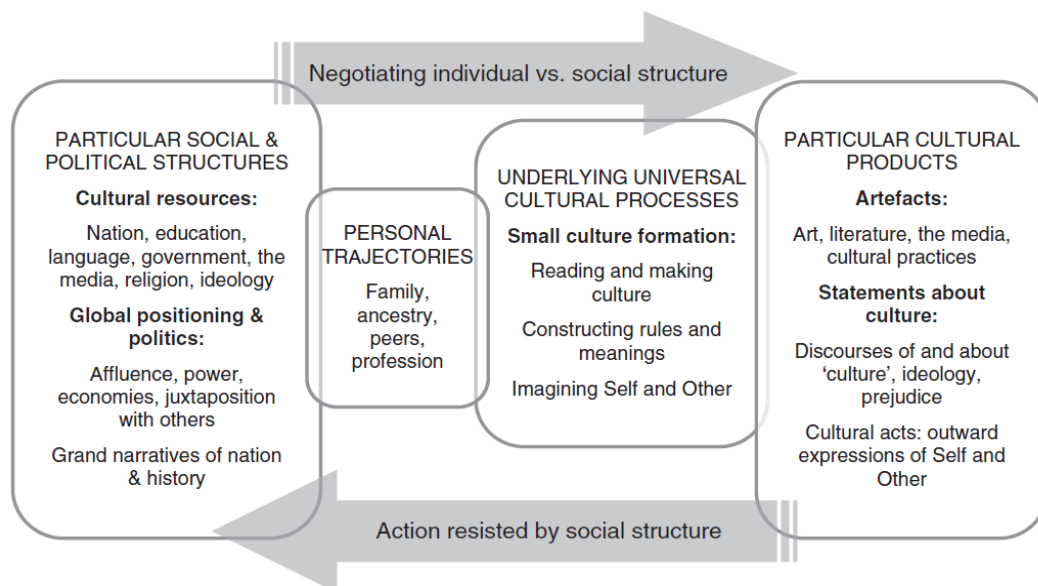 Negotiating individual vs. social structure
PARTICULAR SOCIAL &
POLITICAL STRUCTURES
Cultural resources:
Nation, education,
language, government, the
media, religion, ideology
Global positioning &
politics:
Affluence, power,
economies, juxtaposition
with others
Grand narratives of nation
& history
PERSONAL
TRAJECTORIES
Family,
ancestry,
peers,
profession
UNDERLYING UNIVERSAL
CULTURAL PROCESSES
Small culture formation:
Reading and making
culture
Constructing rules and
meanings
Imagining Self and Other
PARTICULAR CULTURAL
PRODUCTS
Artefacts:
Art, literature, the media,
cultural practices
Statements about
culture:
Discourses of and about
‘culture’, ideology,
prejudice
Cultural acts: outward
expressions of Self and
Other
Action resisted by social structure